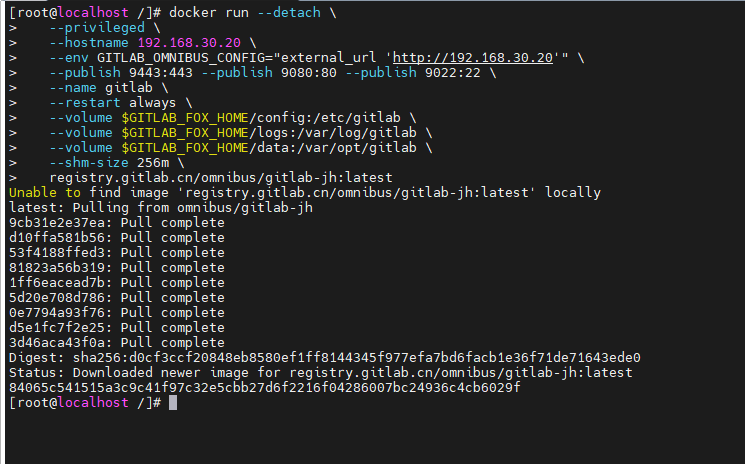 [root@localhost /]# docker run --detach \
>    --privileged \
>    --hostname 192.168.30.20 \
>    --env GITLAB_OMNIBUS_CONFIG="external_url 'http://192.168.30.20'" \
>    --publish 9443:443 --publish 9080:80 --publish 9022:22 \
>    --name gitlab \
>    --restart always \
>    --volume $GITLAB_FOX_HOME/config:/etc/gitlab \
>    --volume $GITLAB_FOX_HOME/logs:/var/log/gitlab \
>    --volume $GITLAB_FOX_HOME/data:/var/opt/gitlab \
>    --shm-size 256m \
>    registry.gitlab.cn/omnibus/gitlab-jh:latest
Unable to find image 'registry.gitlab.cn/omnibus/gitlab-jh:latest' locally
latest: Pulling from omnibus/gitlab-jh
9cb31e2e37ea: Pull complete
d10ffa581b56: Pull complete
53f4188ffed3: Pull complete
81823a56b319: Pull complete
1ff6eacead7b: Pull complete
5d20e708d786: Pull complete
0e7794a93f76: Pull complete
d5e1fc7f2e25: Pull complete
3d46aca43f0a: Pull complete
Digest: sha256:d0cf3ccf20848eb8580ef1ff8144345f977efa7bd6facb1e36f71de71643ede0
Status: Downloaded newer image for registry.gitlab.cn/omnibus/gitlab-jh:latest
84065c541515a3c9c41f97c32e5cbb27d6f2216f04286007bc24936c4cb6029f
[root@localhost /]#